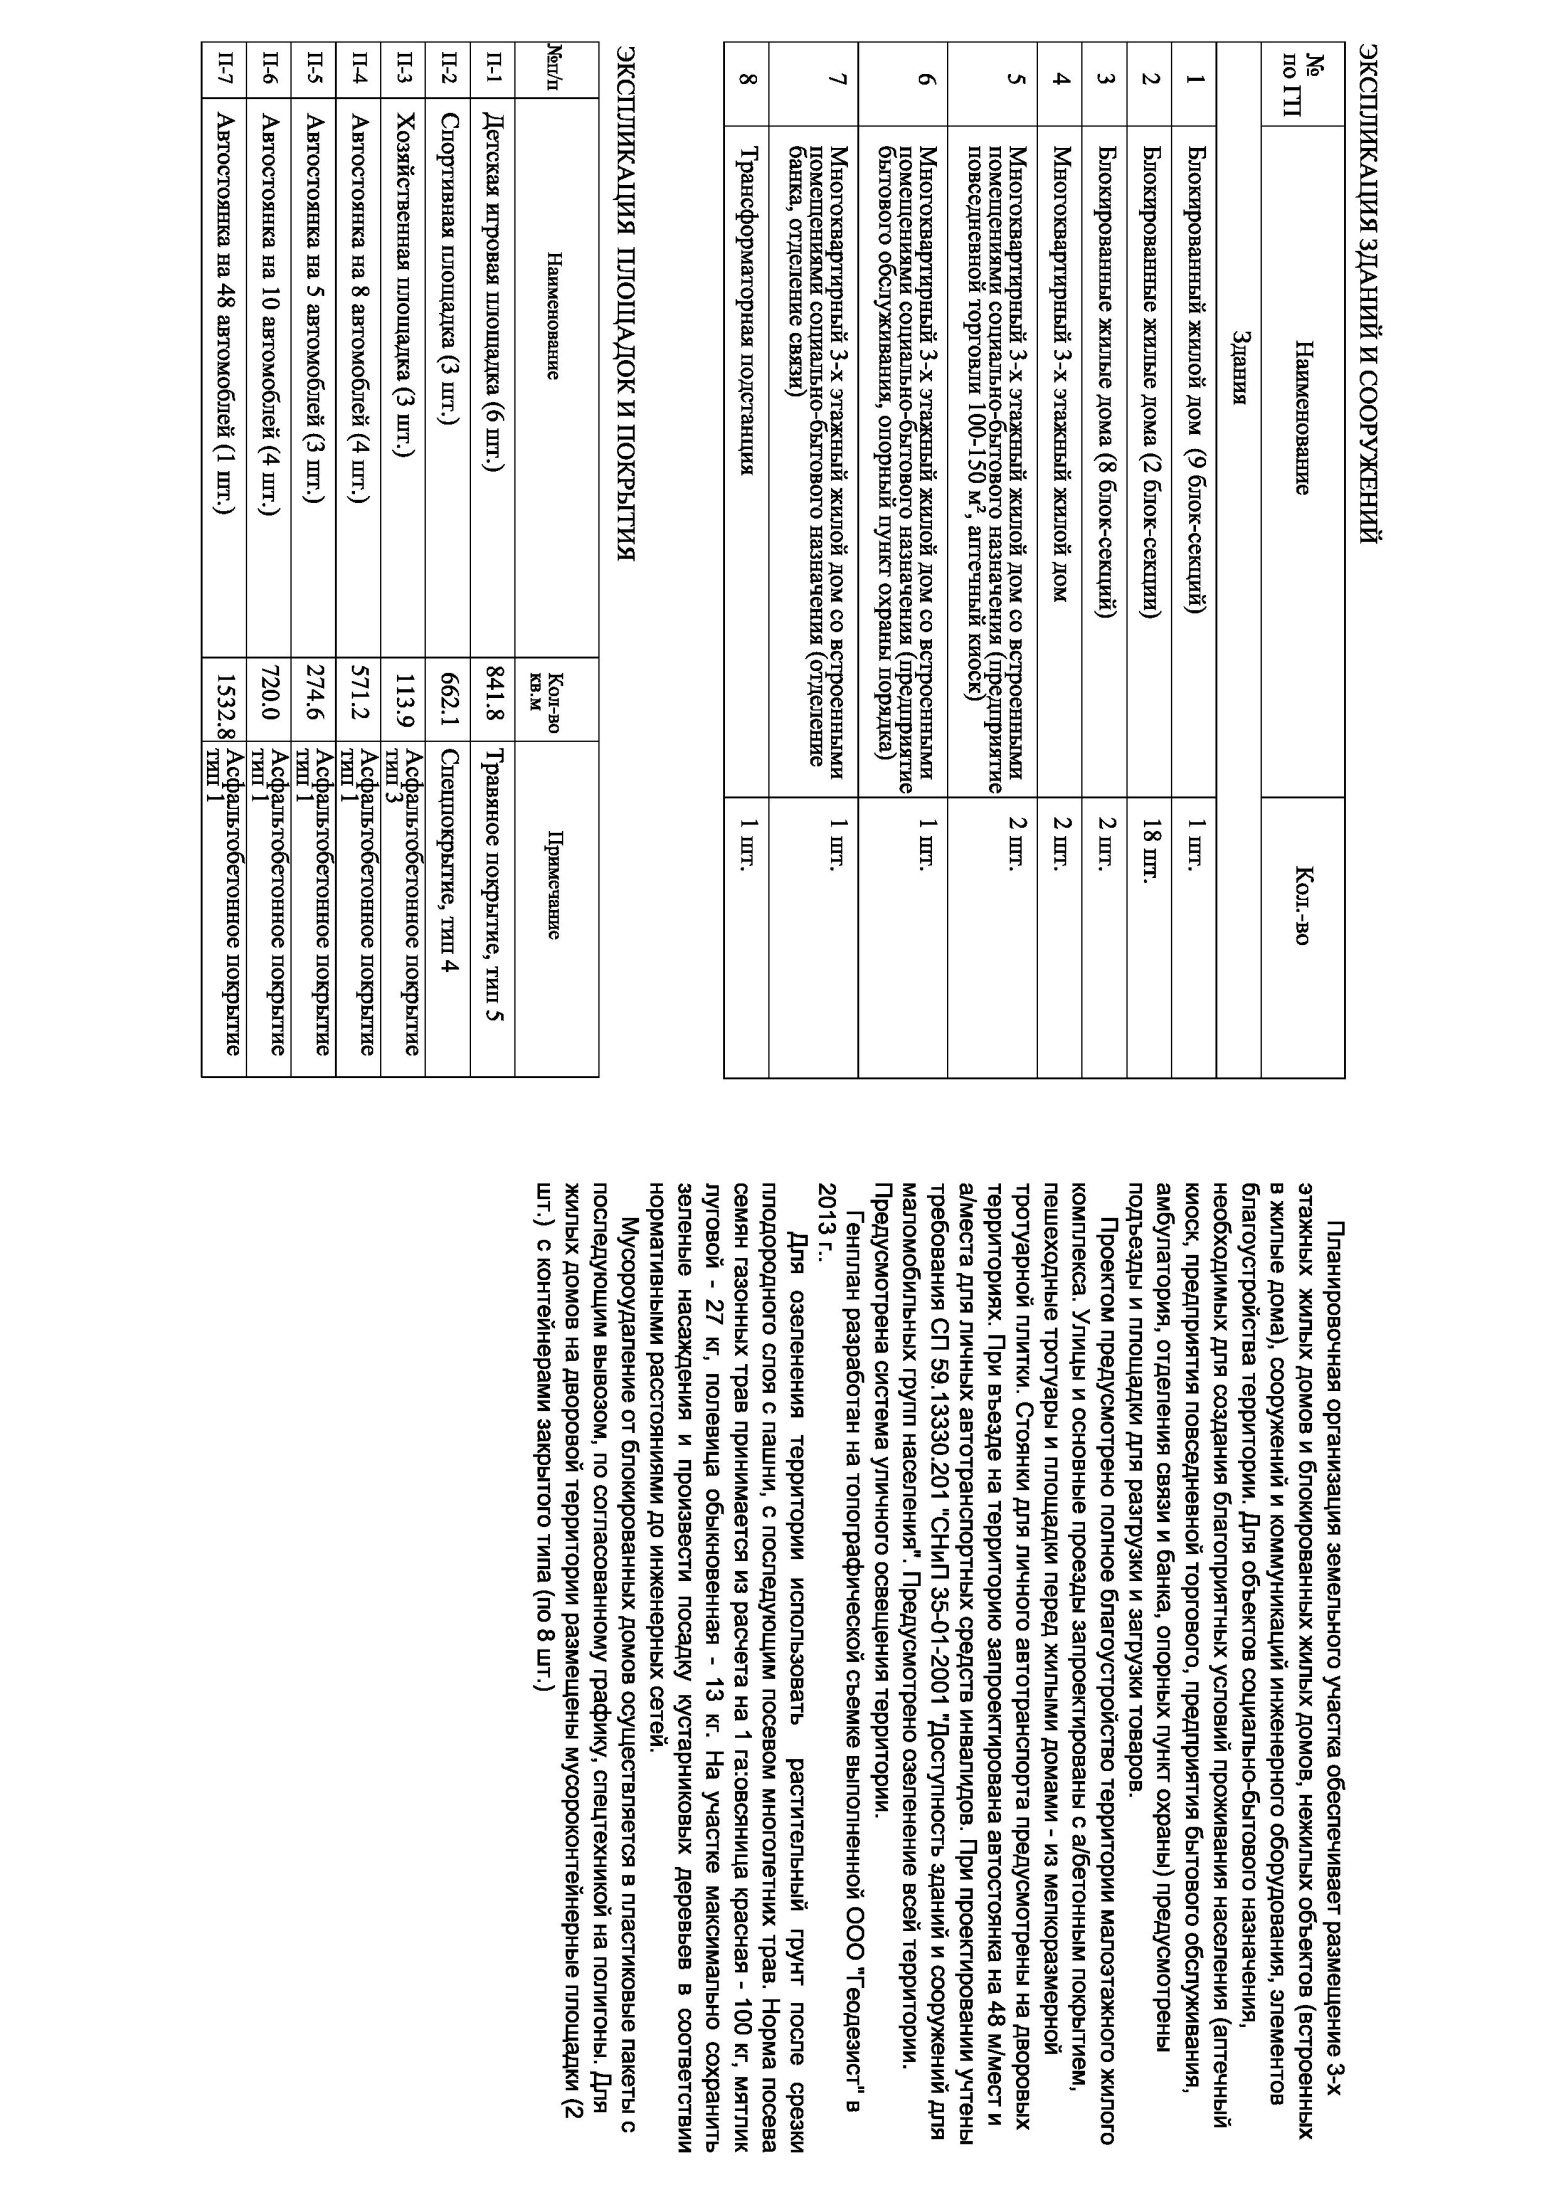 ЭКСПЛИКАЦИЯ ЗДАНИЙ И СООРУЖЕНИЙ
№ по ГП Наименование Кол.-во
Здания
1 Блокированный жилой дом (9 блок-секций) 1 шт.
2 Блокированные жилые дома (2 блок-секции) 18 шт.
3 Блокированные жилые дома (8 блок-секций) 2 шт.
4 Многоквартирный 3-х этажный жилой дом 2 шт.
5 Многоквартирный 3-х этажный жилой дом со встроенными
помещениями социально-бытового назначения (предприятие
повседневной торговли 100-150 м², аптечный киоск) 2 шт.
6 Многоквартирный 3-х этажный жилой дом со встроенными
помещениями социально-бытового назначения (предприятие
бытового обслуживания, опорный пункт охраны порядка) 1 шт.
7 Многоквартирный 3-х этажный жилой дом со встроенными
помещениями социально-бытового назначения (отделение
банка, отделение связи) 1 шт.
8 Трансформаторная подстанция 1 шт.
ЭКСПЛИКАЦИЯ ПЛОЩАДОК И ПОКРЫТИЯ
№п/п Наименование Кол-во кв.м Примечание
П-1 Детская игровая площадка (6 шт.) 841.8 Травяное покрытие, тип 5
П-2 Спортивная площадка (3 шт.) 662.1 Спецпокрытие, тип 4
П-3 Хозяйственная площадка (3 шт.) 113.9 Асфальтобетонное покрытие
тип 3
П-4 Автостоянка на 8 автомоблей (4 шт.) 571.2 Асфальтобетонное покрытие
тип 1
П-5 Автостоянка на 5 автомоблей (3 шт.) 274.6 Асфальтобетонное покрытие
тип 1
П-6 Автостоянка на 10 автомоблей (4 шт.) 720.0 Асфальтобетонное покрытие
тип 1
П-7 Автостоянка на 48 автомоблей (1 шт.) 1532.8 Асфальтобетонное покрытие
тип 1
Планировочная организация земельного участка обеспечивает размещение 3-х
этажных жилых домов и блокированных жилых домов, нежилых объектов (встроенных
в жилые дома), сооружений и коммуникаций инженерного оборудования, элементов
благоустройства территории. Для объектов социально-бытового назначения,
необходимых для создания благоприятных условий проживания населения (аптечный
киоск, предприятия повседневной торгового, предприятия бытового обслуживания,
амбулатория, отделения связи и банка, опорных пункт охраны) предусмотрены
подъезды и площадки для разгрузки и загрузки товаров.
Проектом предусмотрено полное благоустройство территории малоэтажного жилого
комплекса. Улицы и основные проезды запроектированы с а/бетонным покрытием,
пешеходные тротуары и площадки перед жилыми домами - из мелкоразмерной
тротуарной плитки. Стоянки для личного автотранспорта предусмотрены на дворовых
территориях. При въезде на территорию запроектирована автостоянка на 48 м/мест и
а/места для личных автотранспортных средств инвалидов. При проектировании учтены
требования СП 59.13330.201 "СНиП 35-01-2001 "Доступность зданий и сооружений для
маломобильных групп населения". Предусмотрено озеленение всей территории.
Предусмотрена система уличного освещения территории.
Генплан разработан на топографической съемке выполненной ООО "Геодезист" в
2013 г..
Для озеленения территории использовать растительный грунт после срезки
плодородного слоя с пашни, с последующим посевом многолетних трав. Норма посева
семян газонных трав принимается из расчета на 1 га:овсяница красная - 100 кг, мятлик
луговой - 27 кг, полевица обыкновенная - 13 кг. На участке максимально сохранить
зеленые насаждения и произвести посадку кустарниковых деревьев в соответствии
нормативными расстояниями до инженерных сетей.
Мусороудаление от блокированных домов осуществляется в пластиковые пакеты с
последующим вывозом, по согласованному графику, спецтехникой на полигоны. Для
жилых домов на дворовой территории размещены мусороконтейнерные площадки (2
шт.) с контейнерами закрытого типа (по 8 шт.)